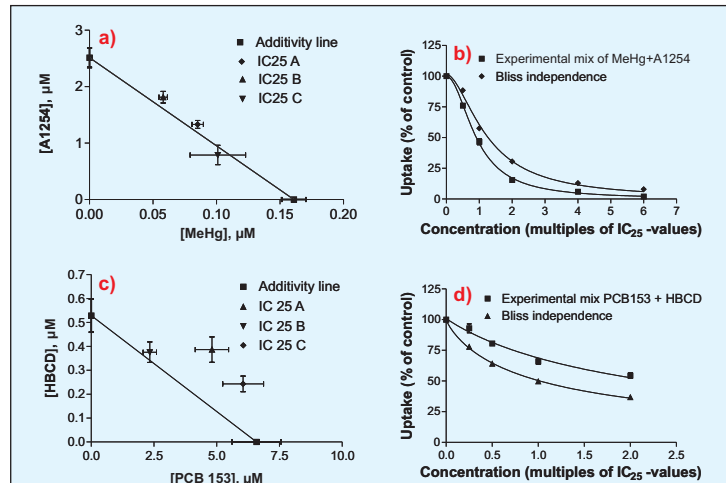 a)
Additivity line
IC25 A
IC25 B
IC25 C
[A1254], µM
3
2
1
0
0.00
0.05
0.10
0.15
0.20
[MeHg], µM
b)
Experimental mix of MeHg+A1254
Bliss independence
Uptake (% of control)
125
100
75
50
25
0
0
1
2
3
4
5
6
7
Concentration (multiples of IC25 -values)
c)
Additivity line
IC 25 A
IC 25 B
IC 25 C
[HBCD], µM
0.8
0.7
0.6
0.5
0.4
0.3
0.2
0.1
0.0
0.0
2.5
5.0
7.5
10.0
[PCB 153], µM
d)
Experimental mix PCB153 + HBCD
Bliss independence
Uptake (% of control)
125
100
75
50
25
0
0.0
0.5
1.0
1.5
2.0
2.5
Concentration (multiples of IC25 -values)